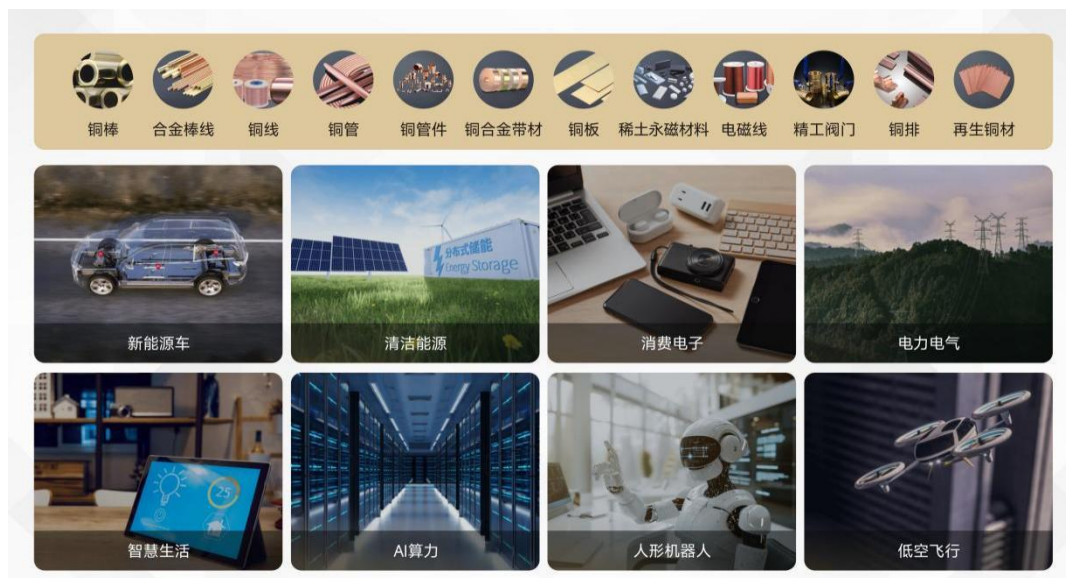 铜棒
合金棒线
铜线
铜管
铜管件
铜合金带材
铜板
稀土永磁材料
电磁线
精工阀门
铜排
再生铜材
分布式储能
Energy Storage
新能源车
清洁能源
消费电子
电力电气
25
智慧生活
AI算力
人形机器人
低空飞行